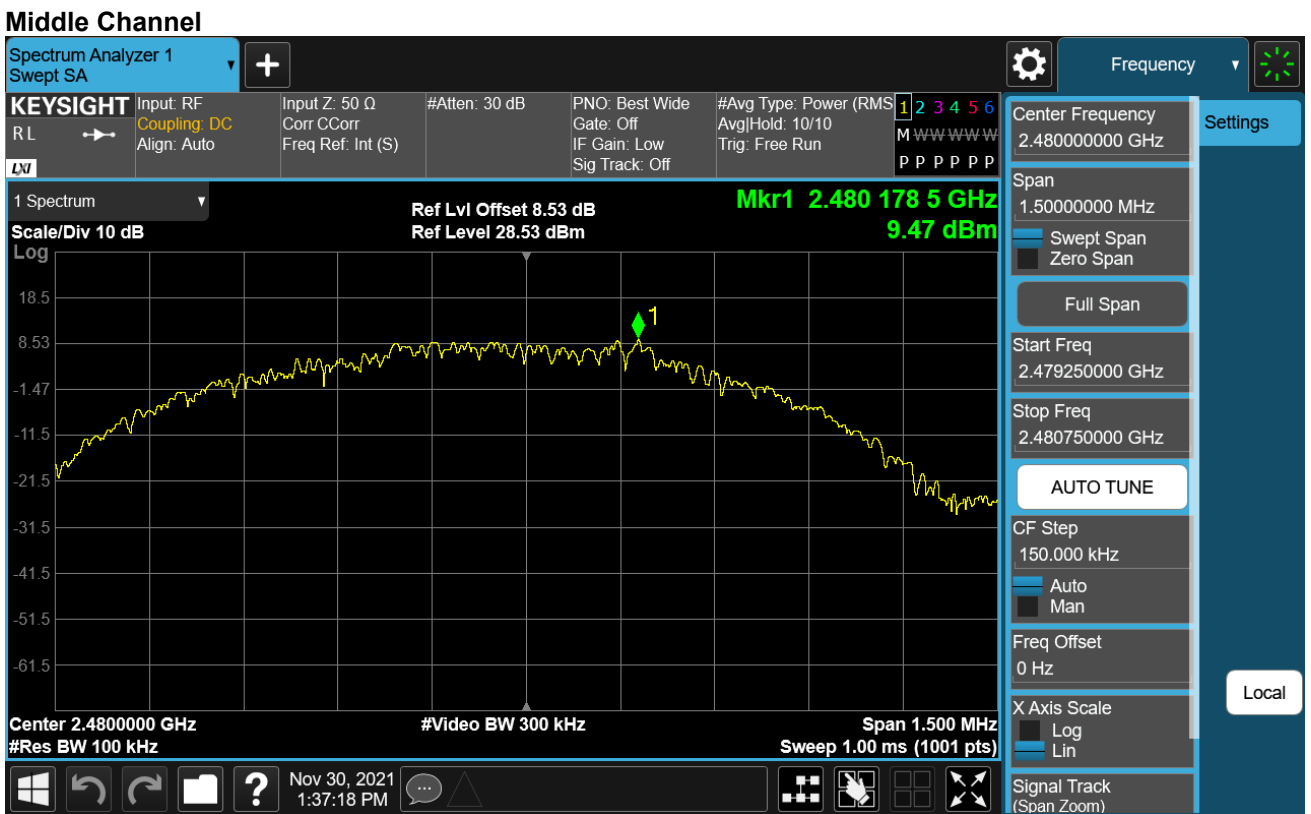 Middle Channel
Spectrum Analyzer 1
Swept SA
Frequency
KEYSIGHT
R L
LXI
Input: RF
Coupling: DC
Align: Auto
Input Z: 50 Ω
Corr CCorr
Freq Ref: Int (S)
#Atten: 30 dB
PNO: Best Wide
Gate: Off
IF Gain: Low
Sig Track: Off
#Avg Type: Power (RMS
Avg|Hold: 10/10
Trig: Free Run
1 2 3 4 5 6
M W W W W W
P P P P P P
1 Spectrum
Scale/Div 10 dB
Log
Ref Lvl Offset 8.53 dB
Ref Level 28.53 dBm
Mkr1 2.480 178 5 GHz
9.47 dBm
1
18.5
8.53
-1.47
-11.5
-21.5
-31.5
-41.5
-51.5
-61.5
Center 2.4800000 GHz
#Res BW 100 kHz
#Video BW 300 kHz
Span 1.500 MHz
Sweep 1.00 ms (1001 pts)
Center Frequency
2.480000000 GHz
Span
1.50000000 MHz
Swept Span
Zero Span
Full Span
Start Freq
2.479250000 GHz
Stop Freq
2.480750000 GHz
AUTO TUNE
CF Step
150.000 kHz
Auto
Man
Freq Offset
0 Hz
X Axis Scale
Log
Lin
Signal Track
(Span Zoom)
Settings
Local
?
Nov 30, 2021
1:37:18 PM